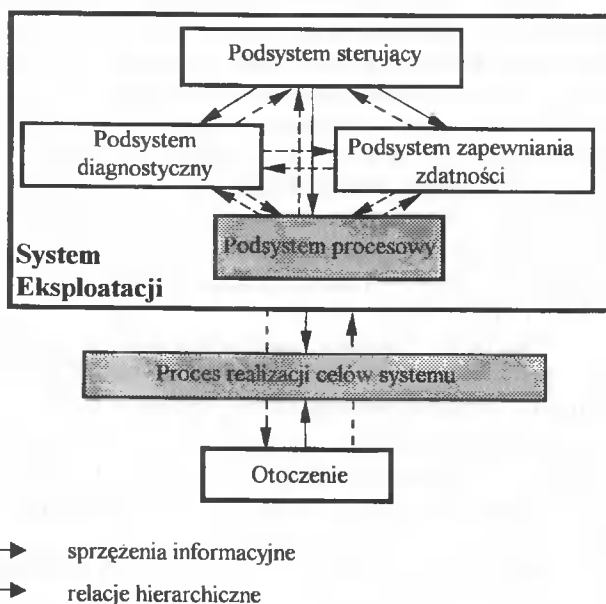 Podsystem sterujący
Podsystem
diagnostyczny
Podsystem zapewniania
zdatności
Podsystem procesowy
System
Eksploatacji
Proces realizacji celów systemu
Otoczenie
sprzężenia informacyjne
relacje hierarchiczne